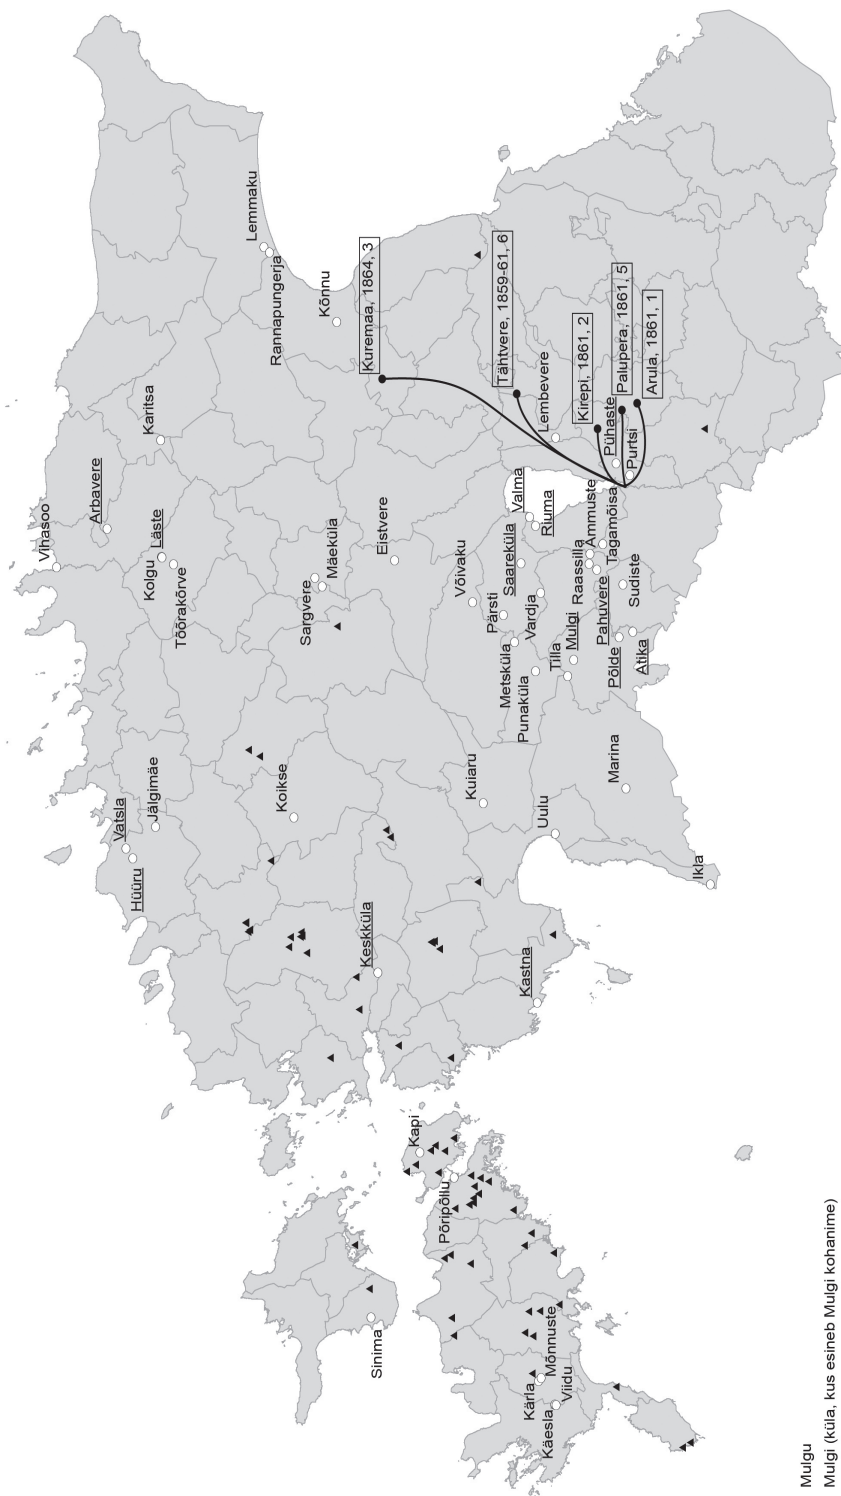 Vihasoo
Arbavere
Karitsa
Lemmaku
Rannapungerja
Kõnnu
Kolgu
Läste
Töörakõrve
Sargvere
Mäeküla
Eistvere
Kuremaa, 1864, 3
Tähtvere, 1859-61, 6
Kirepi, 1861, 2
Palupera, 1861, 5
Arula, 1861, 1
Lembevere
Pühaste
Purtsi
Valma
Riuma
Võivaku
Pärsti
Saareküla
Vardja
Metsküla
Punaküla
Tilla
Mulgi
Raassilla
Ammuste
Tagamõisa
Pahuvere
Sudiste
Põlde
Atika
Vatsla
Hüüru
Jälgimäe
Koikse
Kuiaru
Uulu
Marina
Ikla
Keskküla
Kastna
Kapi
Põripõllu
Sinima
Kärla
Mõnnuste
Viidu
Käesla
Mulgu
Mulgi (küla, kus esineb Mulgi kohanime)